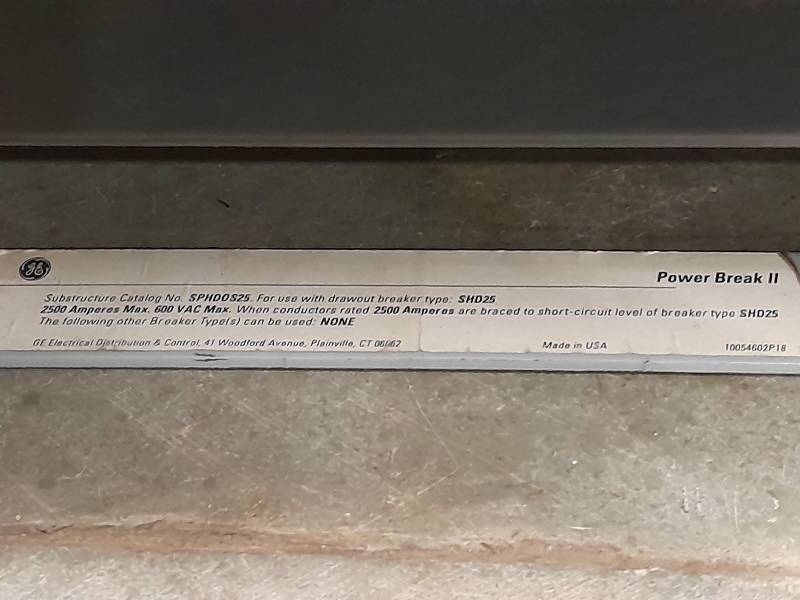 GE
Power Break II
Substructure Catalog No. SPHDOS25. For use with drawout breaker type: SHD25
2500 Amperes Max. 600 VAC Max. When conductors rated 2500 Amperes are braced to short-circuit level of breaker type SHD25
The following other Breaker Type(s) can be used: NONE
GE Electrical Distribution & Control, 41 Woodford Avenue, Plainville, CT 06062 Made in USA 10054602P18